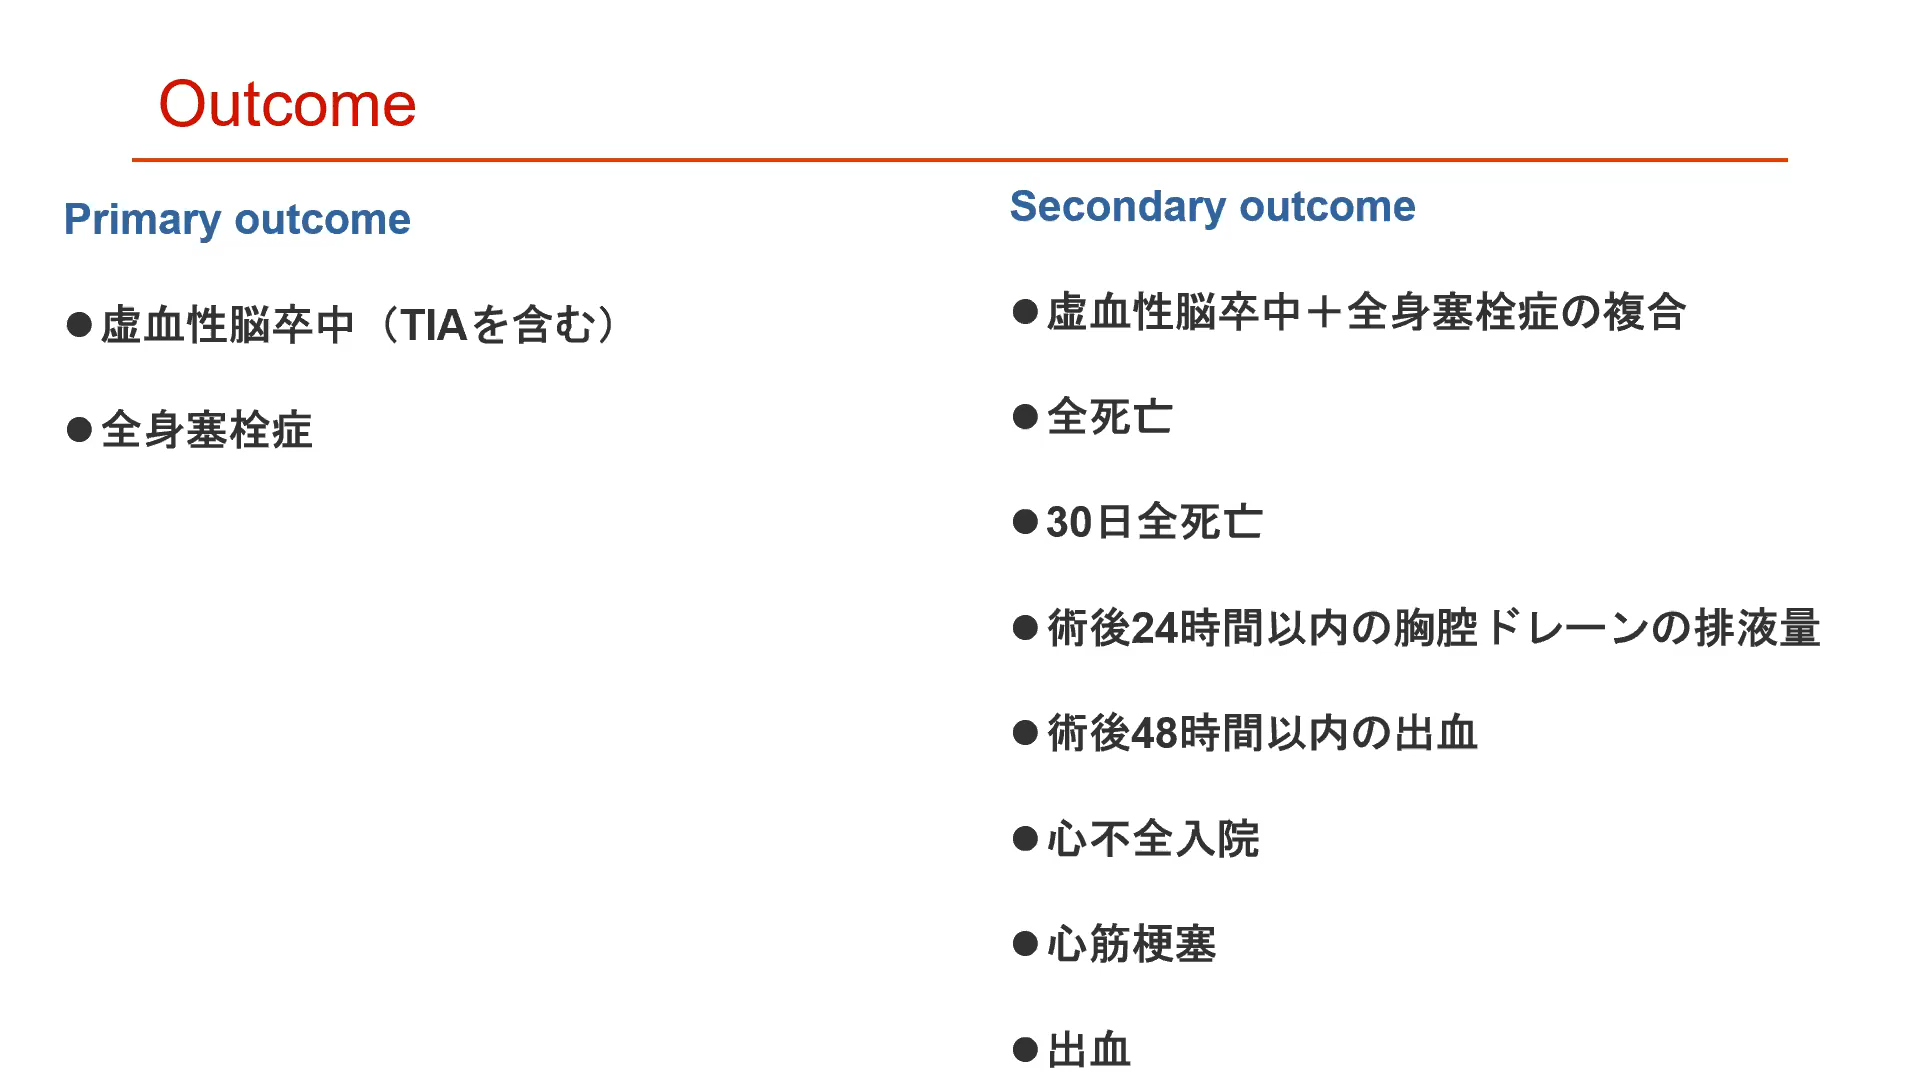 Outcome
Primary outcome
●虚血性脳卒中（TIAを含む）
●全身塞栓症
Secondary outcome
●虚血性脳卒中＋全身塞栓症の複合
●全死亡
●30日全死亡
●術後24時間以内の胸腔ドレーンの排液量
●術後48時間以内の出血
●心不全入院
●心筋梗塞
●出血